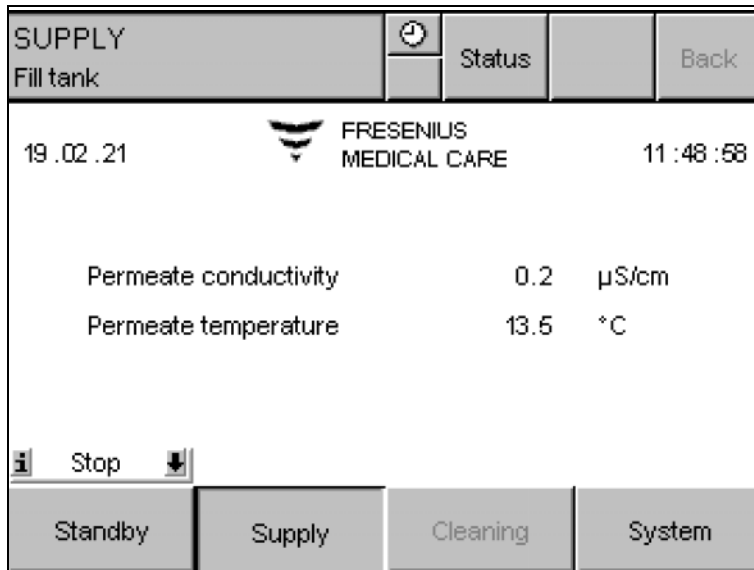 SUPPLY
Fill tank
Status
Back
19.02.21
FRESENIUS
MEDICAL CARE
11:48:58
Permeate conductivity 0.2 µS/cm
Permeate temperature 13.5 °C
i Stop
Standby Supply Cleaning System